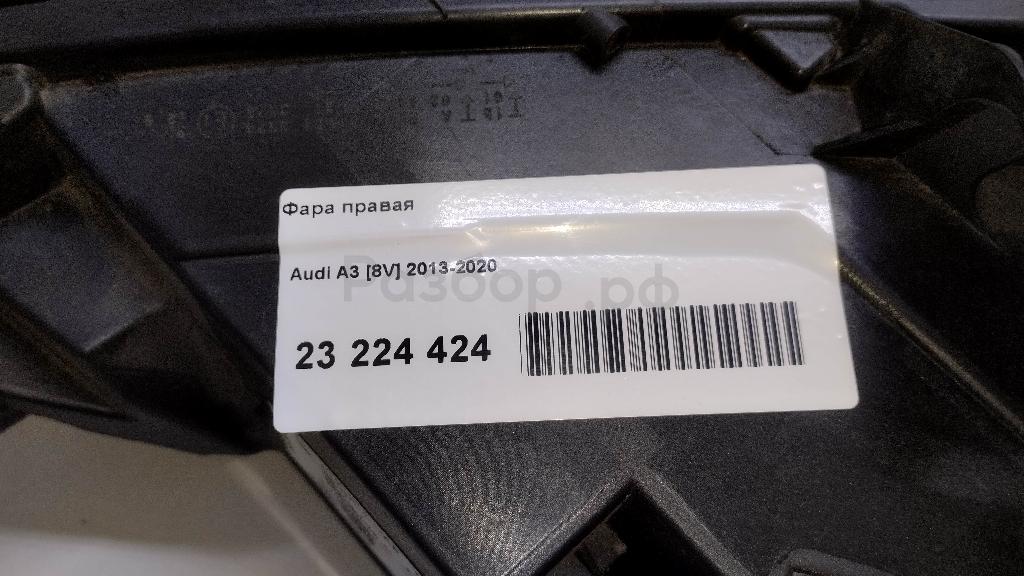 Фара правая
Audi A3 [8V] 2013-2020
Разбор.рф
23 224 424